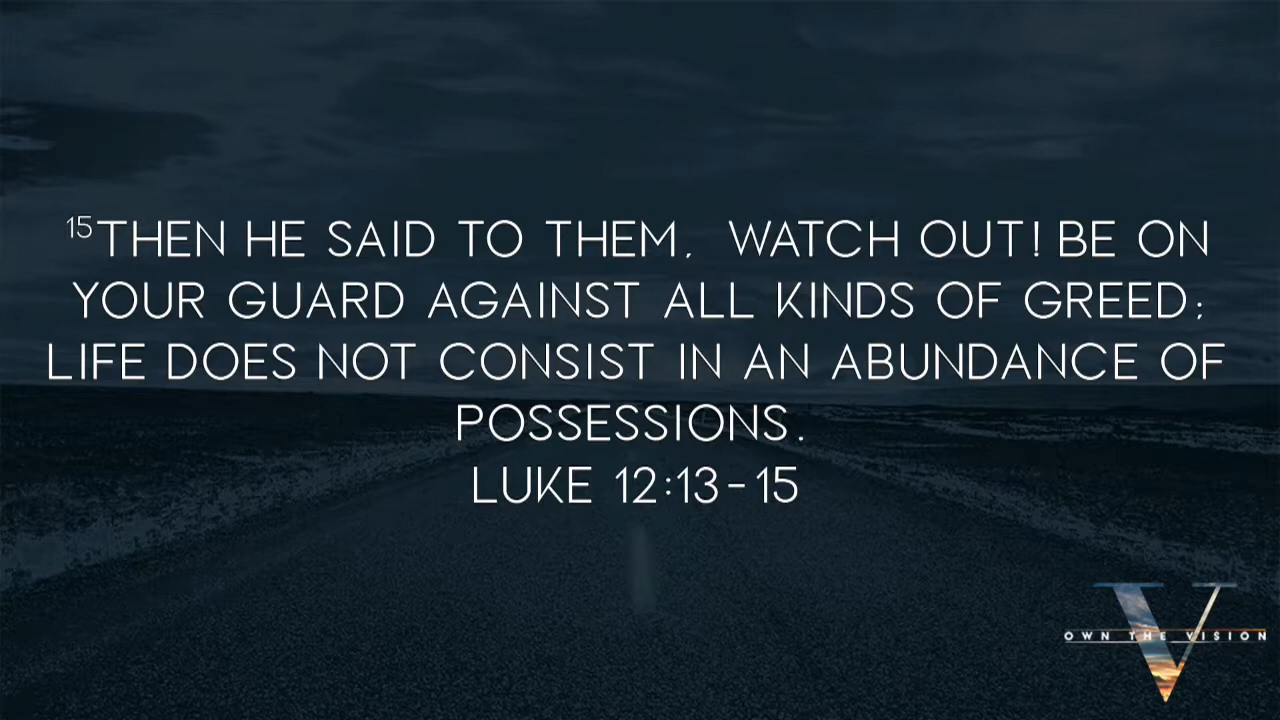 15THEN HE SAID TO THEM, WATCH OUT! BE ON
YOUR GUARD AGAINST ALL KINDS OF GREED;
LIFE DOES NOT CONSIST IN AN ABUNDANCE OF
POSSESSIONS.
LUKE 12:13-15
V
OWN THE VISION